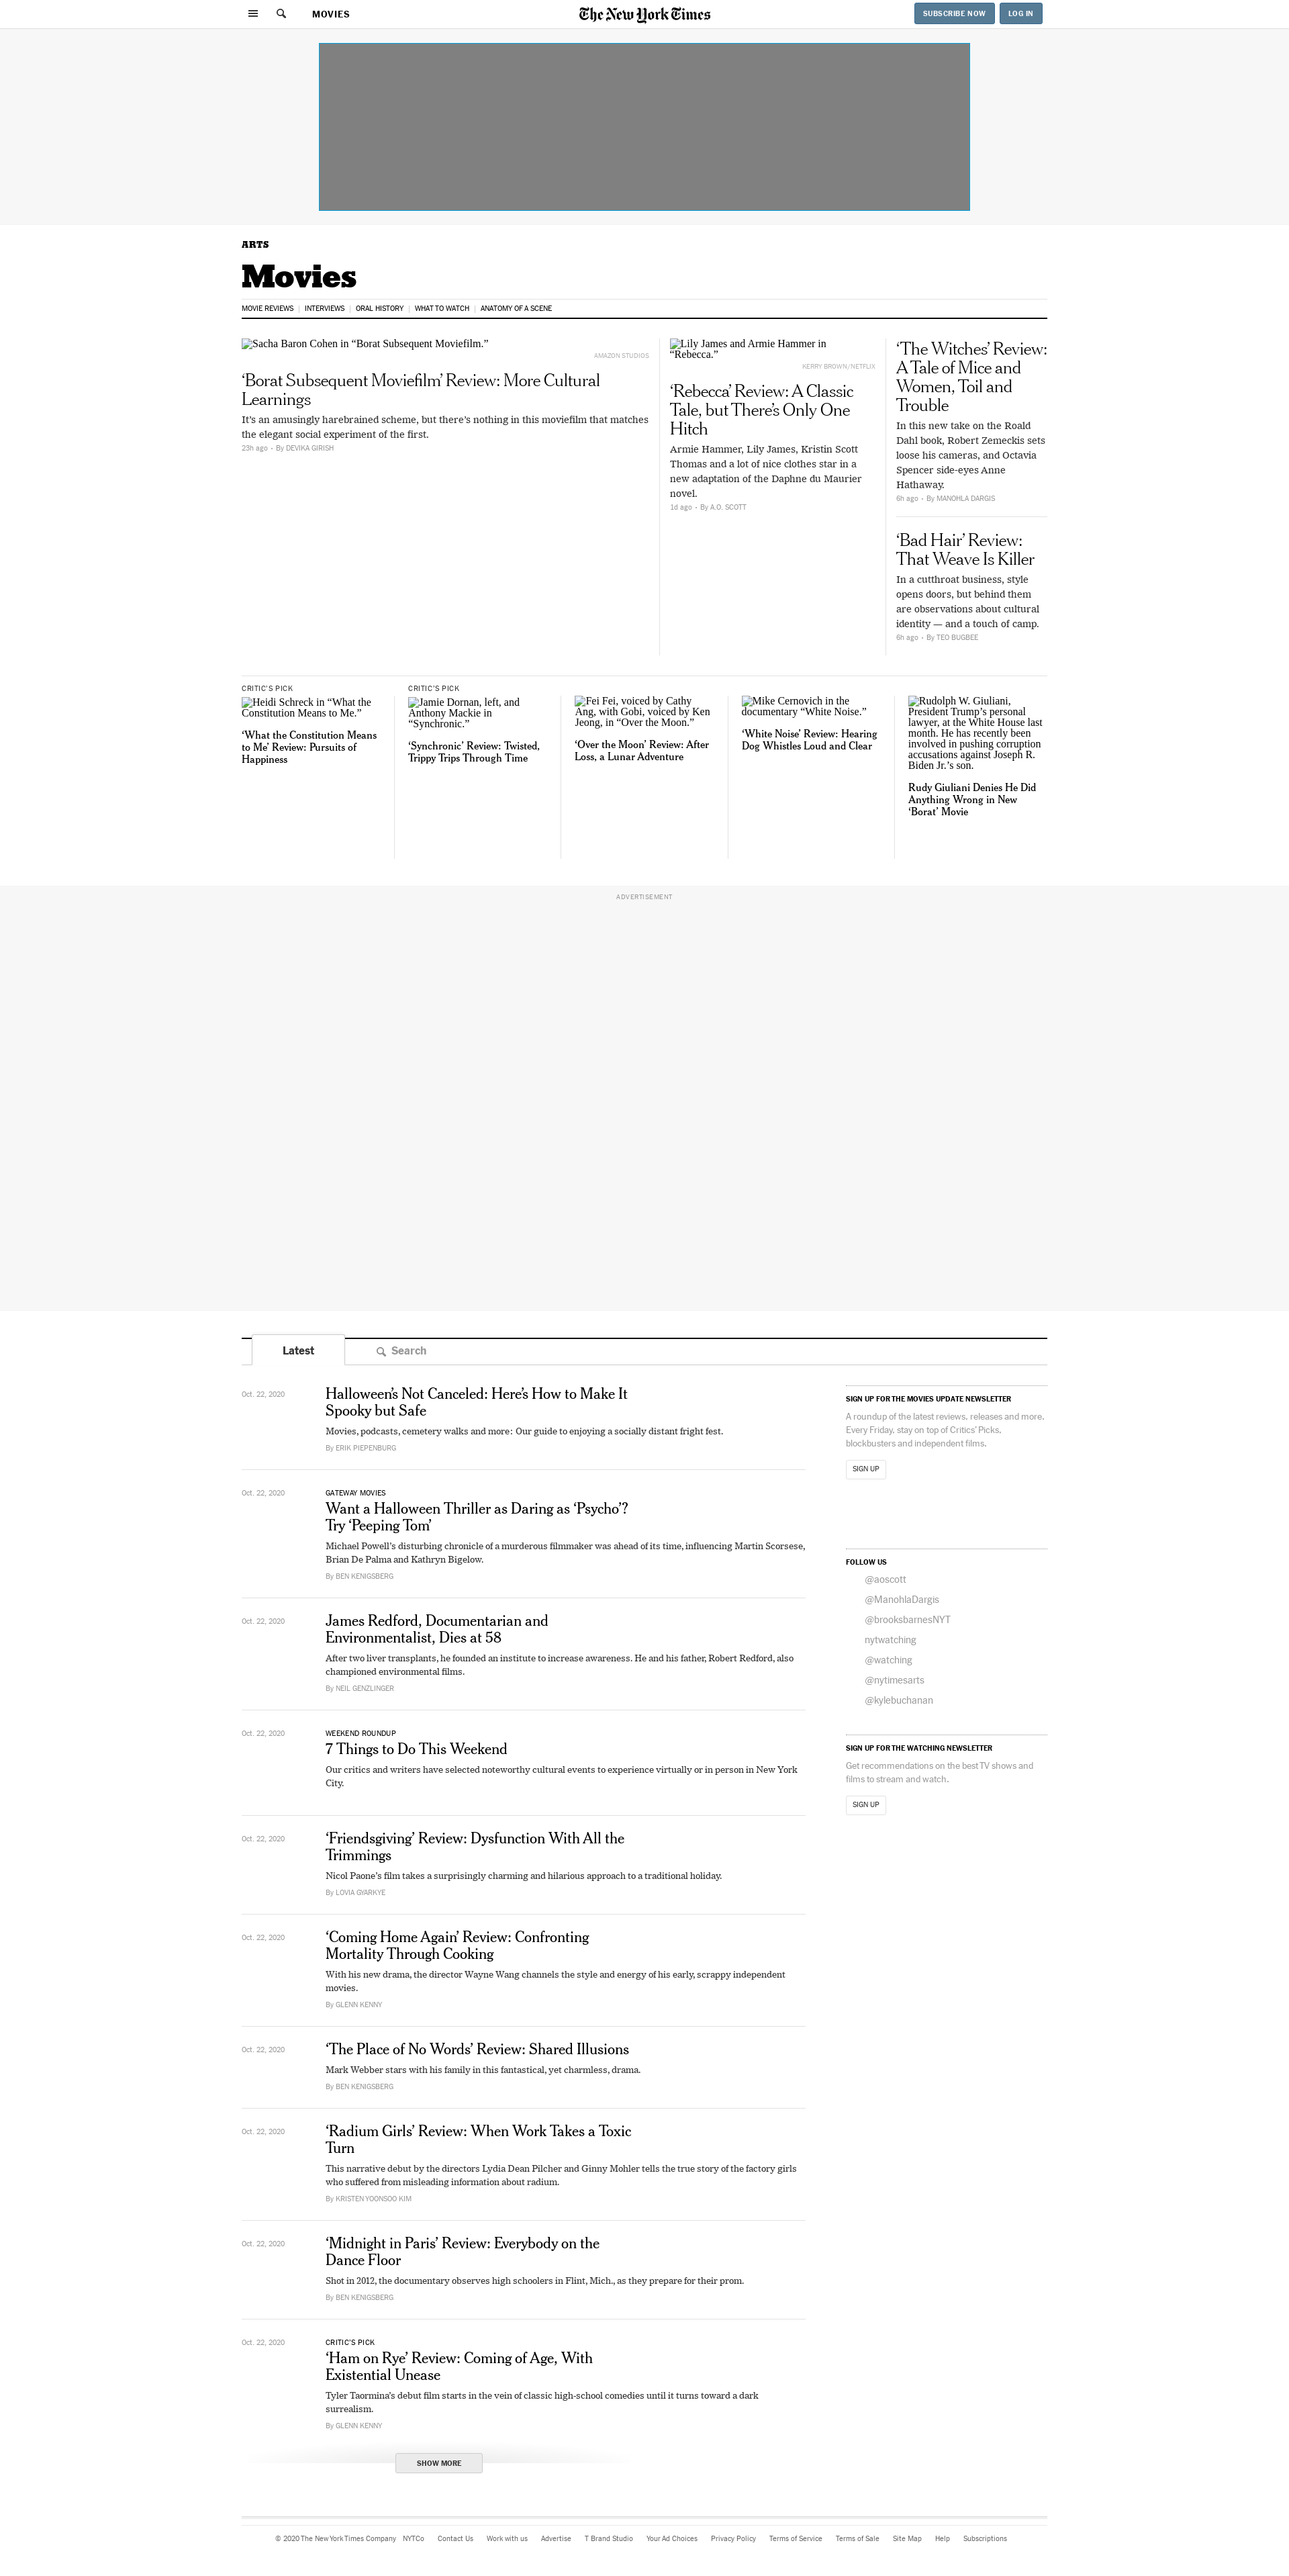 MOVIES
The New York Times
SUBSCRIBE NOW
LOG IN
ARTS
Movies
MOVIE REVIEWS | INTERVIEWS | ORAL HISTORY | WHAT TO WATCH | ANATOMY OF A SCENE
Sacha Baron Cohen in “Borat Subsequent Moviefilm.”
AMAZON STUDIOS
‘Borat Subsequent Moviefilm’ Review: More Cultural
Learnings
It’s an amusingly harebrained scheme, but there’s nothing in this moviefilm that matches
the elegant social experiment of the first.
23h ago • By DEVIKA GIRISH
Lily James and Armie Hammer in
“Rebecca.”
KERRY BROWN/NETFLIX
‘Rebecca’ Review: A Classic
Tale, but There’s Only One
Hitch
Armie Hammer, Lily James, Kristin Scott
Thomas and a lot of nice clothes star in a
new adaptation of the Daphne du Maurier
novel.
1d ago • By A.O. SCOTT
‘The Witches’ Review:
A Tale of Mice and
Women, Toil and
Trouble
In this new take on the Roald
Dahl book, Robert Zemeckis sets
loose his cameras, and Octavia
Spencer side-eyes Anne
Hathaway.
6h ago • By MANOHLA DARGIS
‘Bad Hair’ Review:
That Weave Is Killer
In a cutthroat business, style
opens doors, but behind them
are observations about cultural
identity — and a touch of camp.
6h ago • By TEO BUGBEE
CRITIC’S PICK
Heidi Schreck in “What the
Constitution Means to Me.”
‘What the Constitution Means
to Me’ Review: Pursuits of
Happiness
CRITIC’S PICK
Jamie Dornan, left, and
Anthony Mackie in
“Synchronic.”
‘Synchronic’ Review: Twisted,
Trippy Trips Through Time
Fei Fei, voiced by Cathy
Ang, with Gobi, voiced by Ken
Jeong, in “Over the Moon.”
‘Over the Moon’ Review: After
Loss, a Lunar Adventure
Mike Cernovich in the
documentary “White Noise.”
‘White Noise’ Review: Hearing
Dog Whistles Loud and Clear
Rudolph W. Giuliani,
President Trump’s personal
lawyer, at the White House last
month. He has recently been
involved in pushing corruption
accusations against Joseph R.
Biden Jr.’s son.
Rudy Giuliani Denies He Did
Anything Wrong in New
‘Borat’ Movie
ADVERTISEMENT
Latest
Search
Oct. 22, 2020
Halloween’s Not Canceled: Here’s How to Make It
Spooky but Safe
Movies, podcasts, cemetery walks and more: Our guide to enjoying a socially distant fright fest.
By ERIK PIEPENBURG
Oct. 22, 2020
GATEWAY MOVIES
Want a Halloween Thriller as Daring as ‘Psycho’?
Try ‘Peeping Tom’
Michael Powell’s disturbing chronicle of a murderous filmmaker was ahead of its time, influencing Martin Scorsese,
Brian De Palma and Kathryn Bigelow.
By BEN KENIGSBERG
Oct. 22, 2020
James Redford, Documentarian and
Environmentalist, Dies at 58
After two liver transplants, he founded an institute to increase awareness. He and his father, Robert Redford, also
championed environmental films.
By NEIL GENZLINGER
Oct. 22, 2020
WEEKEND ROUNDUP
7 Things to Do This Weekend
Our critics and writers have selected noteworthy cultural events to experience virtually or in person in New York
City.
Oct. 22, 2020
‘Friendsgiving’ Review: Dysfunction With All the
Trimmings
Nicol Paone’s film takes a surprisingly charming and hilarious approach to a traditional holiday.
By LOVIA GYARKYE
Oct. 22, 2020
‘Coming Home Again’ Review: Confronting
Mortality Through Cooking
With his new drama, the director Wayne Wang channels the style and energy of his early, scrappy independent
movies.
By GLENN KENNY
Oct. 22, 2020
‘The Place of No Words’ Review: Shared Illusions
Mark Webber stars with his family in this fantastical, yet charmless, drama.
By BEN KENIGSBERG
Oct. 22, 2020
‘Radium Girls’ Review: When Work Takes a Toxic
Turn
This narrative debut by the directors Lydia Dean Pilcher and Ginny Mohler tells the true story of the factory girls
who suffered from misleading information about radium.
By KRISTEN YOONSOO KIM
Oct. 22, 2020
‘Midnight in Paris’ Review: Everybody on the
Dance Floor
Shot in 2012, the documentary observes high schoolers in Flint, Mich., as they prepare for their prom.
By BEN KENIGSBERG
Oct. 22, 2020
CRITIC’S PICK
‘Ham on Rye’ Review: Coming of Age, With
Existential Unease
Tyler Taormina’s debut film starts in the vein of classic high-school comedies until it turns toward a dark
surrealism.
By GLENN KENNY
SHOW MORE
SIGN UP FOR THE MOVIES UPDATE NEWSLETTER
A roundup of the latest reviews, releases and more.
Every Friday, stay on top of Critics’ Picks,
blockbusters and independent films.
SIGN UP
FOLLOW US
@aoscott
@ManohlaDargis
@brooksbarnesNYT
nytwatching
@watching
@nytimesarts
@kylebuchanan
SIGN UP FOR THE WATCHING NEWSLETTER
Get recommendations on the best TV shows and
films to stream and watch.
SIGN UP
© 2020 The New York Times Company NYTCo Contact Us Work with us Advertise T Brand Studio Your Ad Choices Privacy Policy Terms of Service Terms of Sale Site Map Help Subscriptions